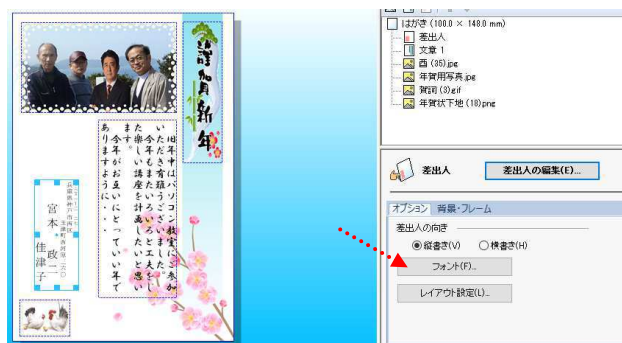 謹賀新年
旧年中はパソコン教室にご参加
いただき有難うございました。
今年もまたいろいろと工夫をし
た楽しい講座を計画したいと思い
ます。
今年がお互いにとっていい年で
ありますように・・・
宮本 政二
佳津子
はがき (100.0 × 148.0 mm)
差出人
文章 1
酉 (35).jpg
年賀用写真.jpg
賀詞 (3).gif
年賀状下地 (18).png
差出人
差出人の編集(E)...
オプション 背景・フレーム
差出人の向き
縦書き(V) 横書き(H)
フォント(F)...
レイアウト設定(L)...